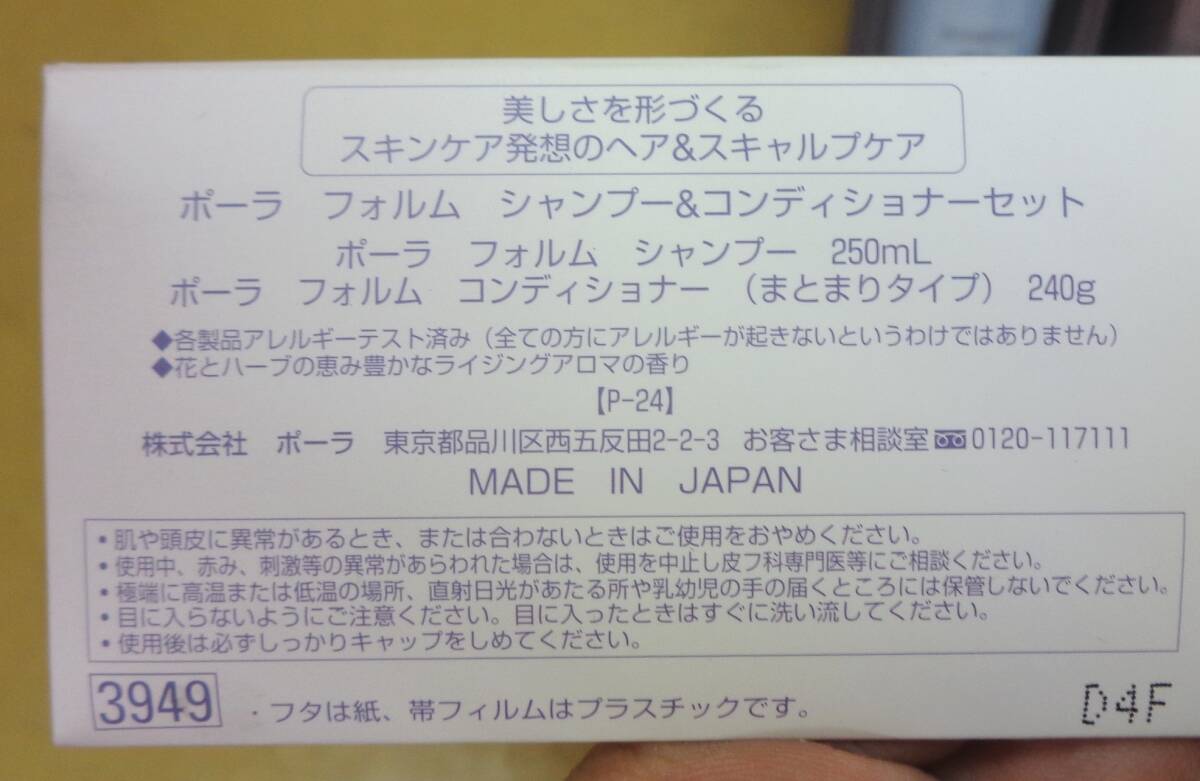 美しさを形づくる
スキンケア発想のヘア&スキャルプケア
ポーラ　フォルム　シャンプー&コンディショナーセット
ポーラ　フォルム　シャンプー　250mL
ポーラ　フォルム　コンディショナー　(まとまりタイプ)　240g
◆各製品アレルギーテスト済み(全ての方にアレルギーが起きないというわけではありません)
◆花とハーブの恵み豊かなライジングアロマの香り
【P-24】
株式会社　ポーラ　東京都品川区西五反田2-2-3　お客さま相談室 0120-117111
MADE IN JAPAN
・肌や頭皮に異常があるとき、または合わないときはご使用をおやめください。
・使用中、赤み、刺激等の異常があらわれた場合は、使用を中止し皮フ科専門医等にご相談ください。
・極端に高温または低温の場所、直射日光があたる所や乳幼児の手の届くところには保管しないでください。
・目に入らないようにご注意ください。目に入ったときはすぐに洗い流してください。
・使用後は必ずしっかりキャップをしめてください。
3949　・フタは紙、帯フィルムはプラスチックです。　D4F